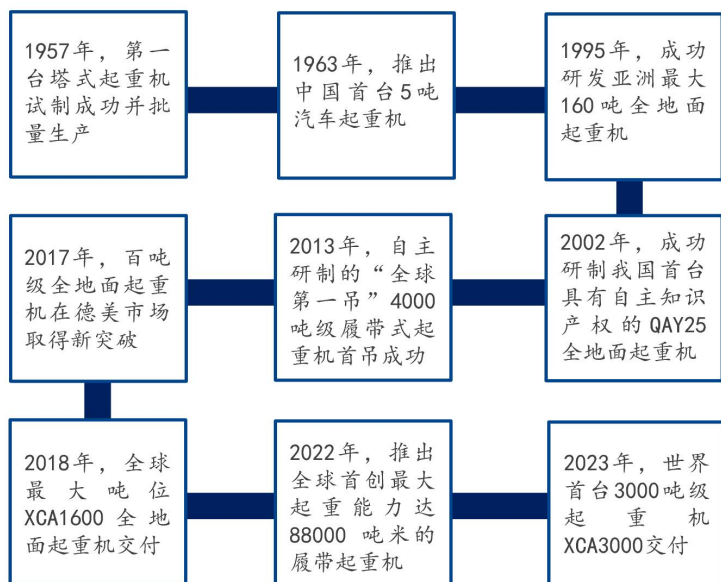 1957年，第一
台塔式起重机
试制成功并批
量生产
1963年，推出
中国首台5吨
汽车起重机
1995年，成功
研发亚洲最大
160吨全地面
起重机
2002年，成功
研制我国首台
具有自主知识
产权的QAY25
全地面起重机
2013年，自主
研制的“全球
第一吊”4000
吨级履带式起
重机首吊成功
2017年，百吨
级全地面起重
机在德美市场
取得新突破
2018年，全球
最大吨位
XCA1600全地
面起重机交付
2022年，推出
全球首创最大
起重能力达
88000吨米的
履带起重机
2023年，世界
首台3000吨级
起重机
XCA3000交付